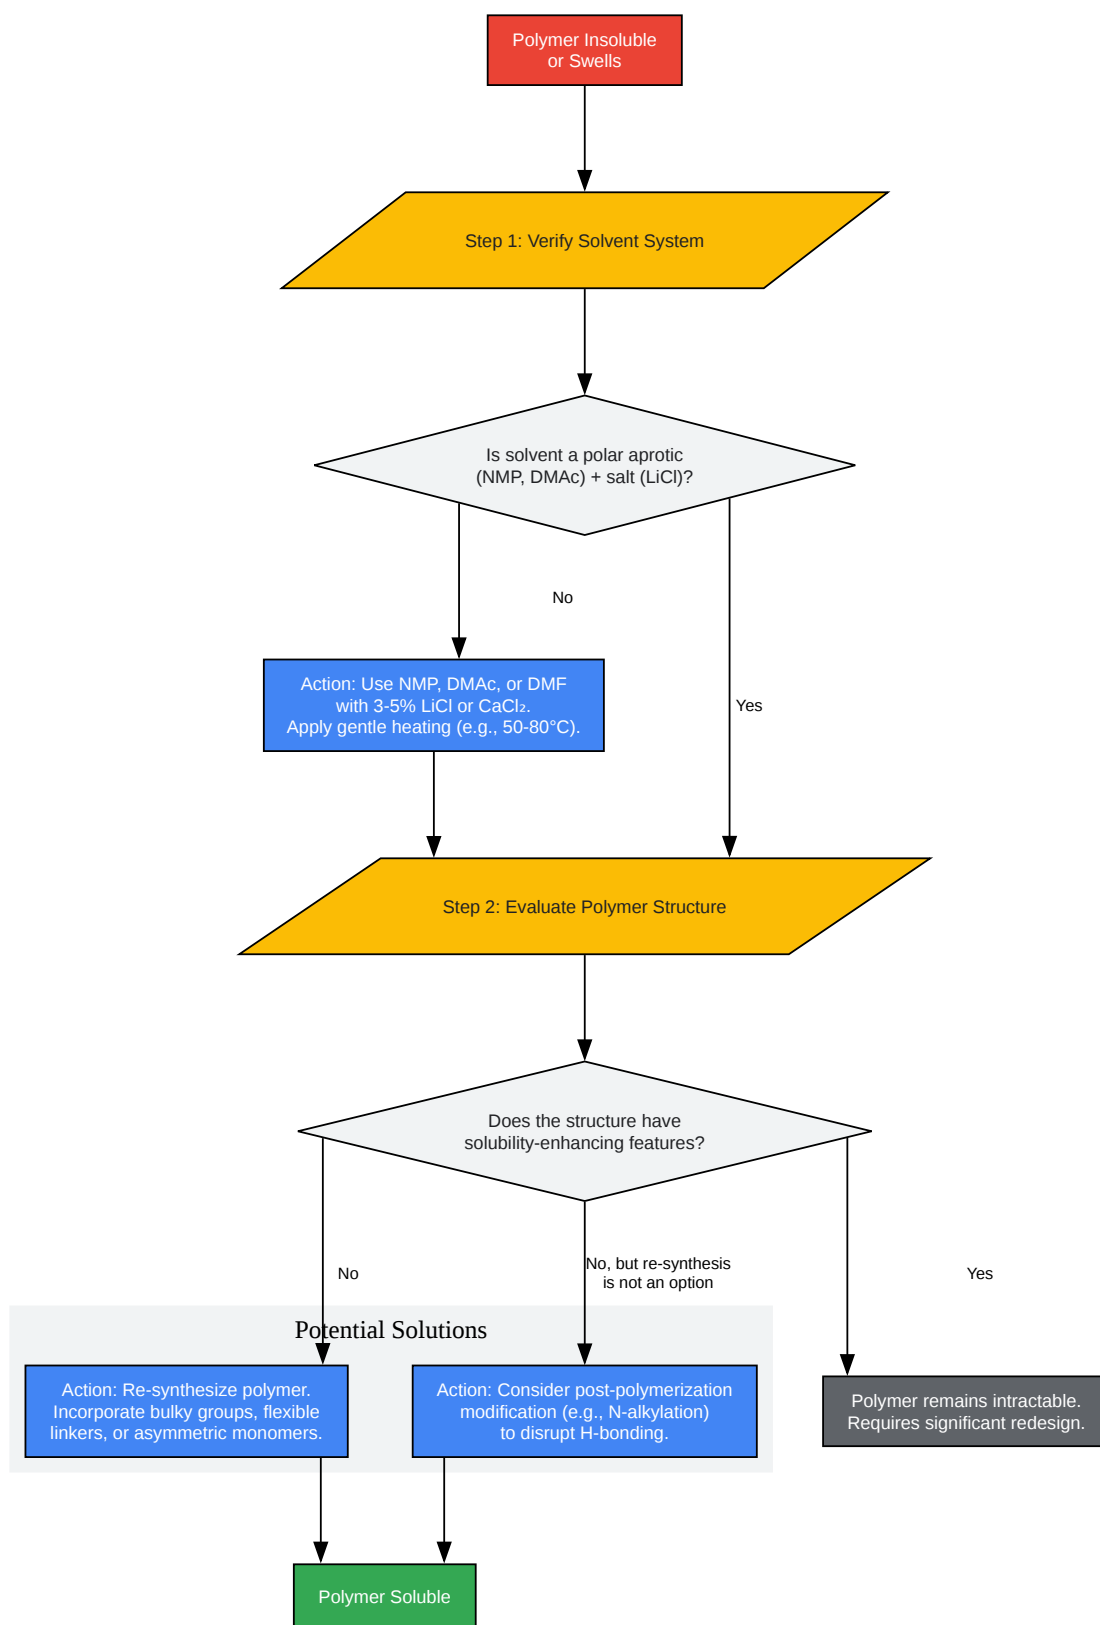 Polymer Insoluble
or Swells
Step 1: Verify Solvent System
Is solvent a polar aprotic
(NMP, DMAc) + salt (LiCl)?
No
Action: Use NMP, DMAc, or DMF
with 3-5% LiCl or CaCl₂.
Apply gentle heating (e.g., 50-80°C).
Yes
Step 2: Evaluate Polymer Structure
Does the structure have
solubility-enhancing features?
No
No, but re-synthesis
is not an option
Yes
Potential Solutions
Action: Re-synthesize polymer.
Incorporate bulky groups, flexible
linkers, or asymmetric monomers.
Action: Consider post-polymerization
modification (e.g., N-alkylation)
to disrupt H-bonding.
Polymer remains intractable.
Requires significant redesign.
Polymer Soluble